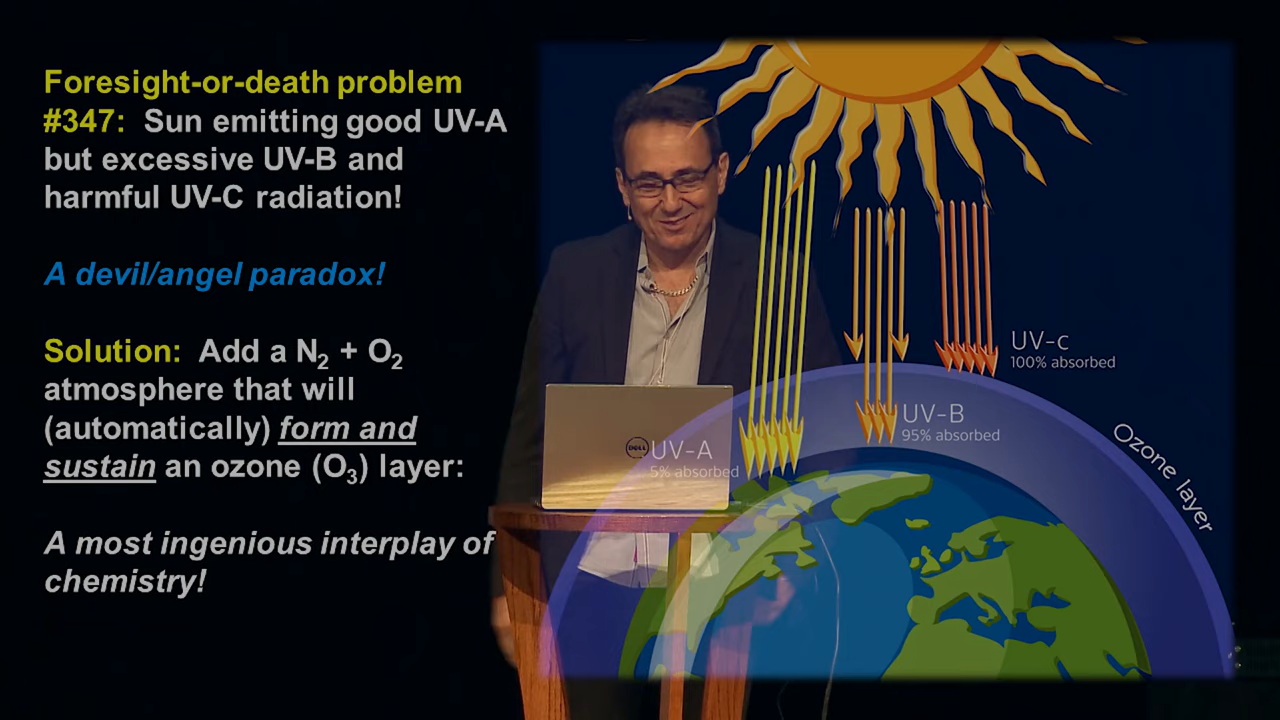 Foresight-or-death problem
#347: Sun emitting good UV-A
but excessive UV-B and
harmful UV-C radiation!
A devil/angel paradox!
Solution: Add a N₂ + O₂
atmosphere that will
(automatically) form and
sustain an ozone (O₃) layer:
A most ingenious interplay of
chemistry!
UV-c
100% absorbed
UV-B
95% absorbed
UV-A
5% absorbed
Ozone layer
DELL